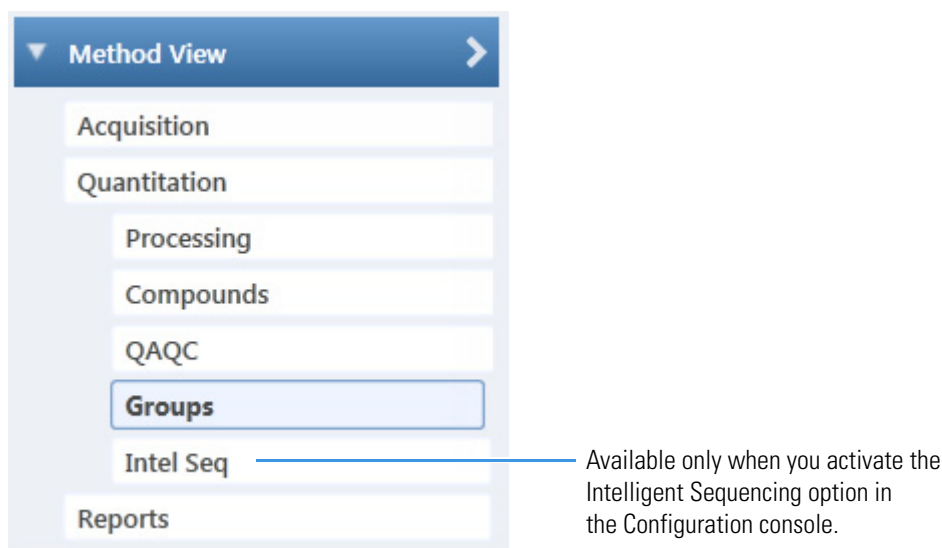 Method View
Acquisition
Quantitation
Processing
Compounds
QAQC
Groups
Intel Seq
Available only when you activate the
Intelligent Sequencing option in
the Configuration console.
Reports